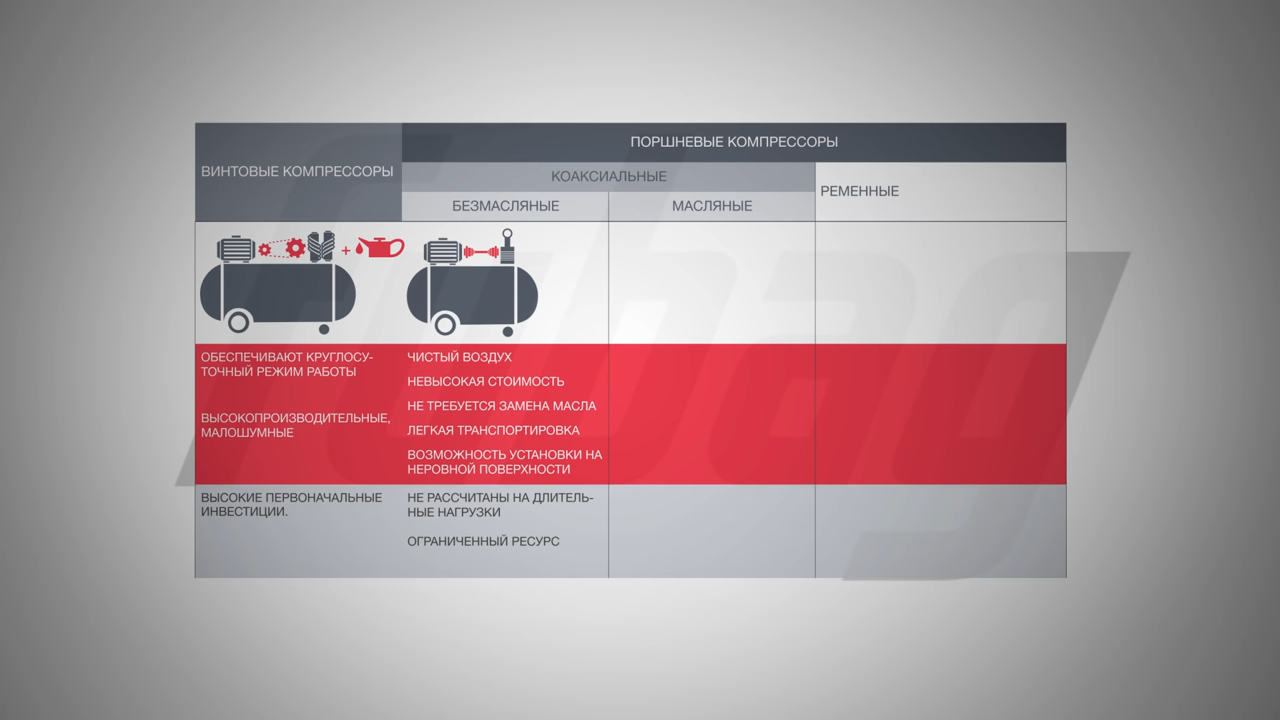 ПОРШНЕВЫЕ КОМПРЕССОРЫ
ВИНТОВЫЕ КОМПРЕССОРЫ
КОАКСИАЛЬНЫЕ
РЕМЕННЫЕ
БЕЗМАСЛЯНЫЕ
МАСЛЯНЫЕ
+
ОБЕСПЕЧИВАЮТ КРУГЛОСУ-
ТОЧНЫЙ РЕЖИМ РАБОТЫ
ВЫСОКОПРОИЗВОДИТЕЛЬНЫЕ,
МАЛОШУМНЫЕ
ЧИСТЫЙ ВОЗДУХ
НЕВЫСОКАЯ СТОИМОСТЬ
НЕ ТРЕБУЕТСЯ ЗАМЕНА МАСЛА
ЛЕГКАЯ ТРАНСПОРТИРОВКА
ВОЗМОЖНОСТЬ УСТАНОВКИ НА
НЕРОВНОЙ ПОВЕРХНОСТИ
ВЫСОКИЕ ПЕРВОНАЧАЛЬНЫЕ
ИНВЕСТИЦИИ.
НЕ РАССЧИТАНЫ НА ДЛИТЕЛЬ-
НЫЕ НАГРУЗКИ
ОГРАНИЧЕННЫЙ РЕСУРС
fubag